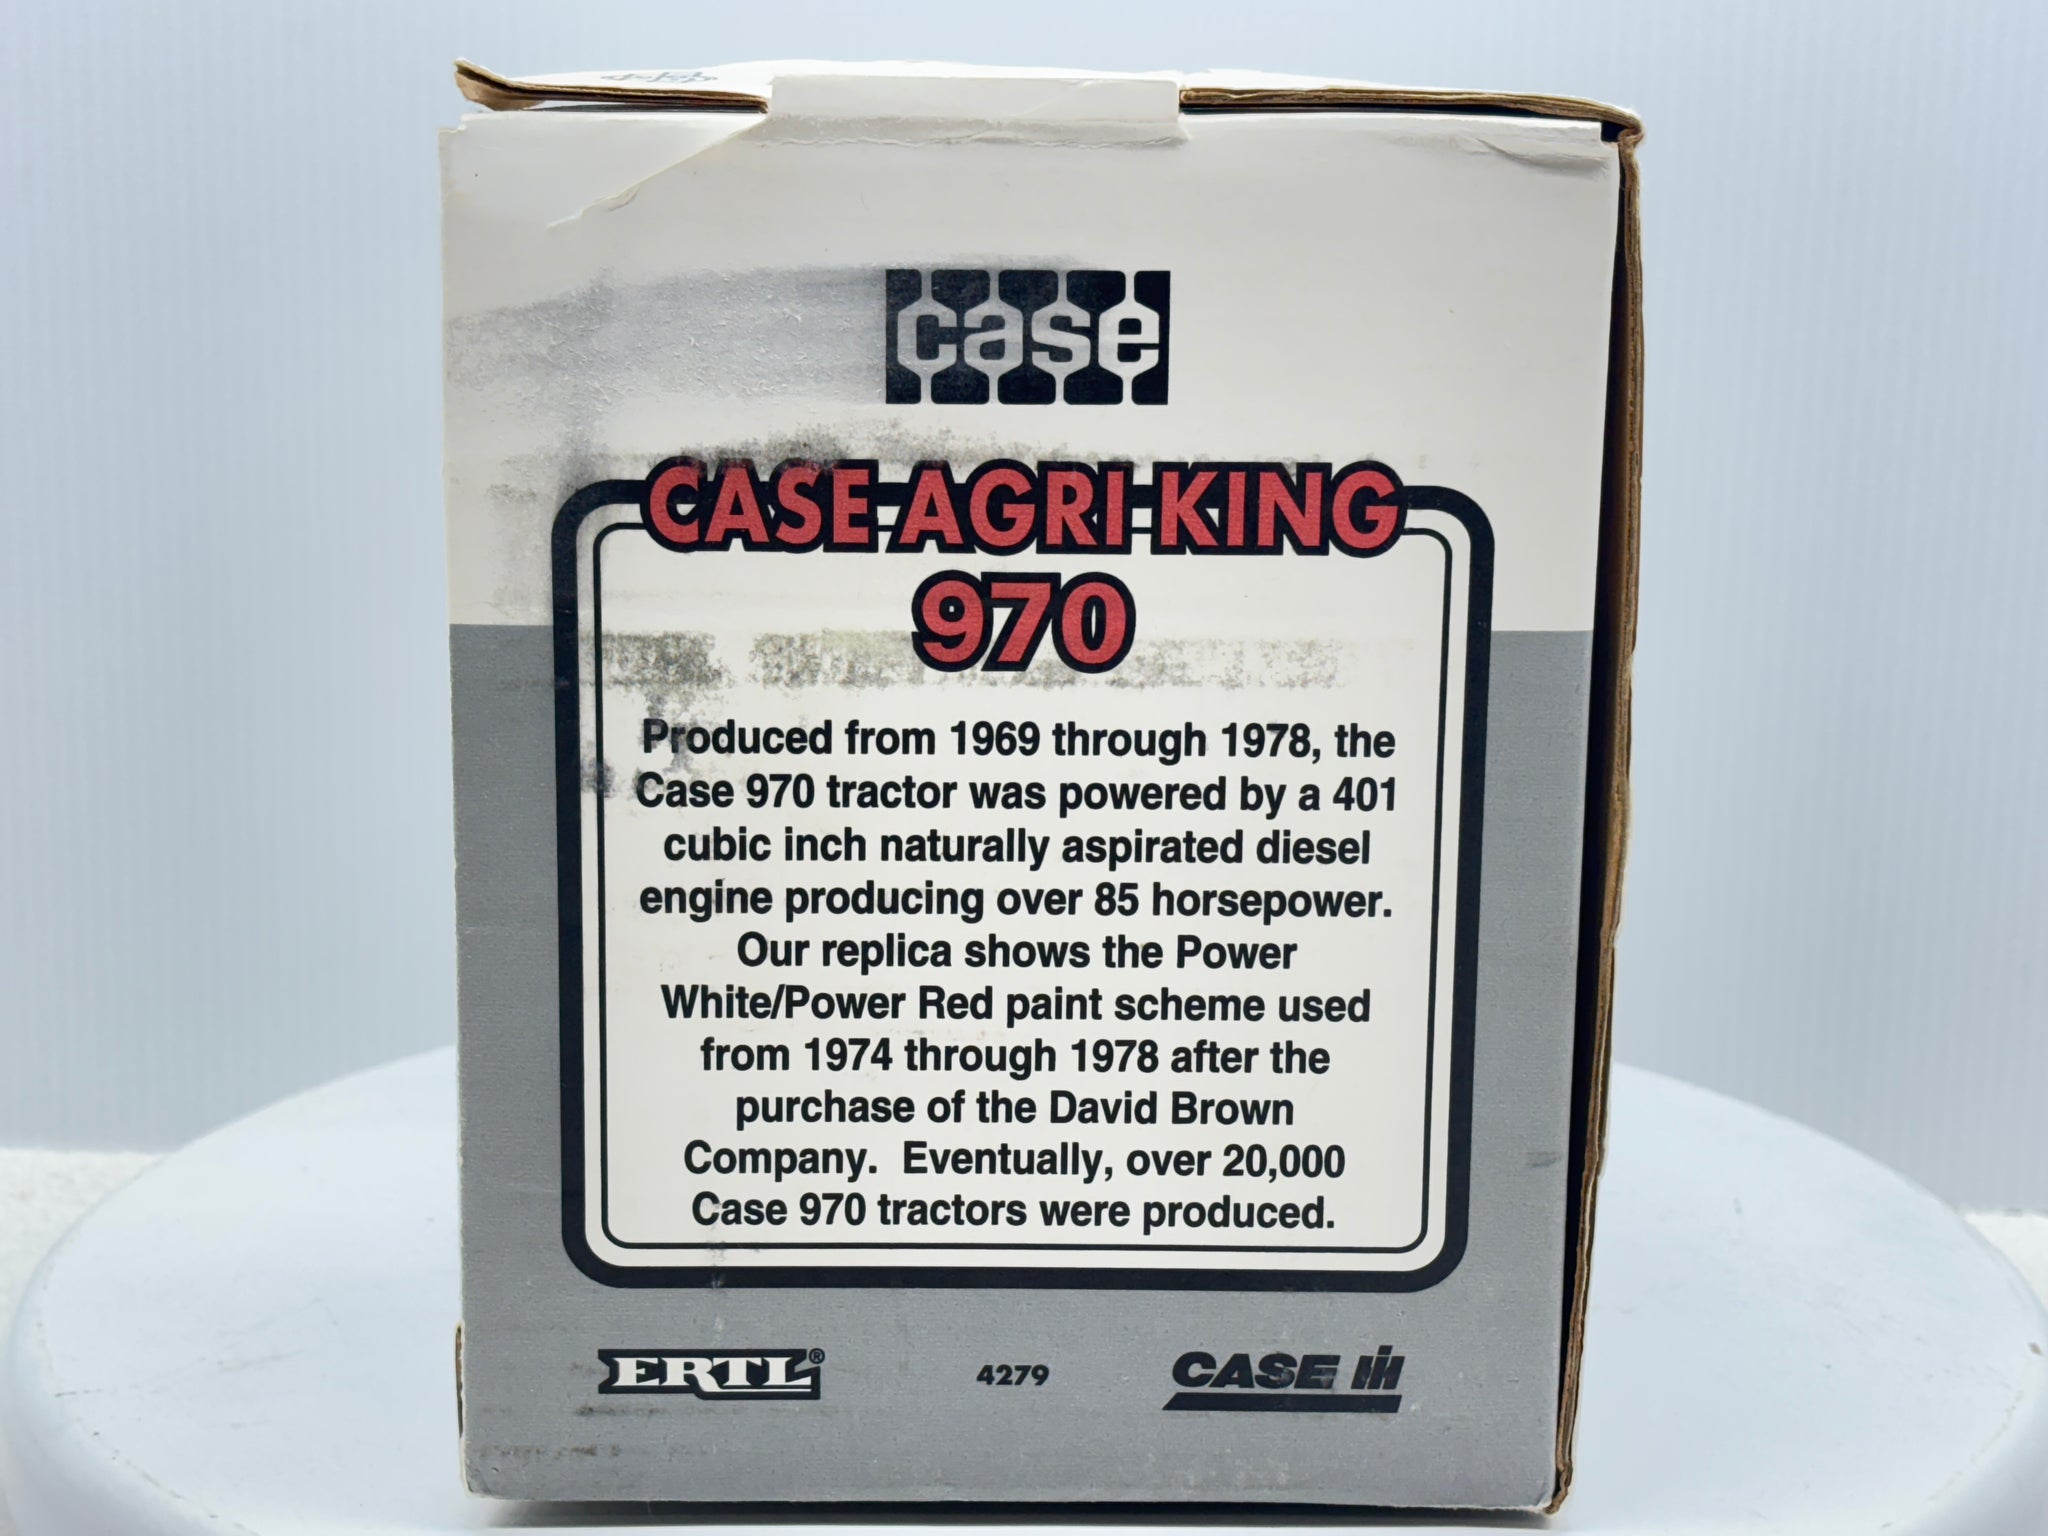 case
CASE AGRI-KING
970
Produced from 1969 through 1978, the
Case 970 tractor was powered by a 401
cubic inch naturally aspirated diesel
engine producing over 85 horsepower.
Our replica shows the Power
White/Power Red paint scheme used
from 1974 through 1978 after the
purchase of the David Brown
Company. Eventually, over 20,000
Case 970 tractors were produced.
ERTL® 4279 CASE IH